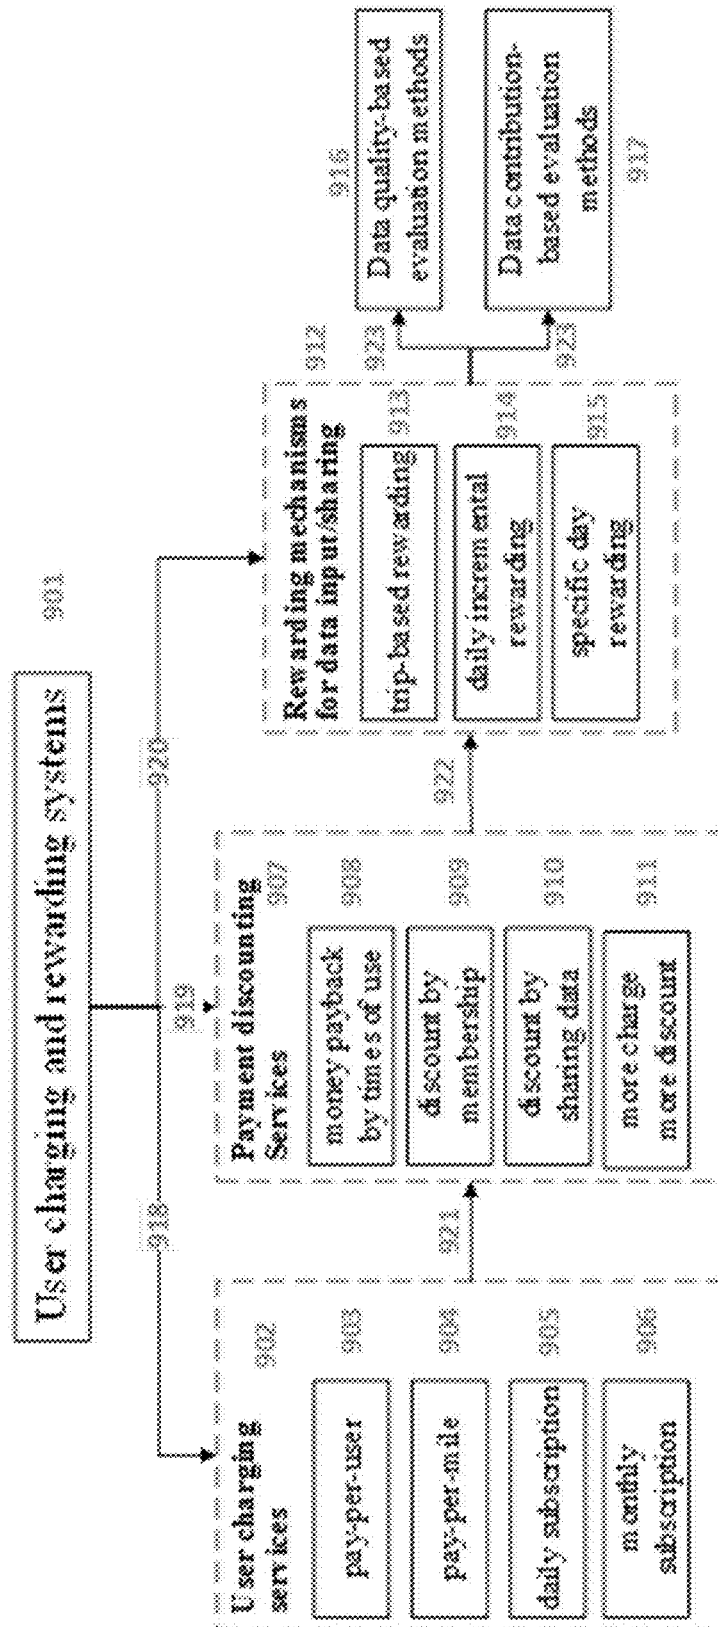 User charging and rewarding systems
901
918
919
920
User charging
services
902
pay-per-user
903
pay-per-mile
904
daily subscription
905
monthly
subscription
906
921
Payment discounting
Services
907
money payback
by times of use
908
discount by
membership
909
discount by
sharing data
910
more charge
more discount
911
922
Rewarding mechanisms
for data input/sharing
912
trip-based rewarding
913
daily incremental
rewarding
914
specific day
rewarding
915
923
923
Data quality-based
evaluation methods
916
Data contribution-
based evaluation
methods
917